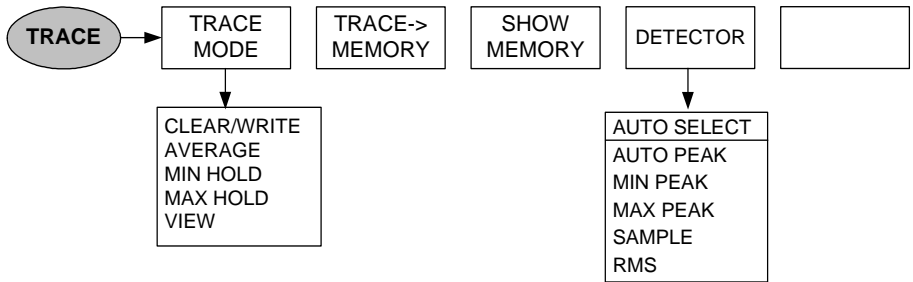 TRACE
TRACE
MODE
TRACE->
MEMORY
SHOW
MEMORY
DETECTOR
CLEAR/WRITE
AVERAGE
MIN HOLD
MAX HOLD
VIEW
AUTO SELECT
AUTO PEAK
MIN PEAK
MAX PEAK
SAMPLE
RMS